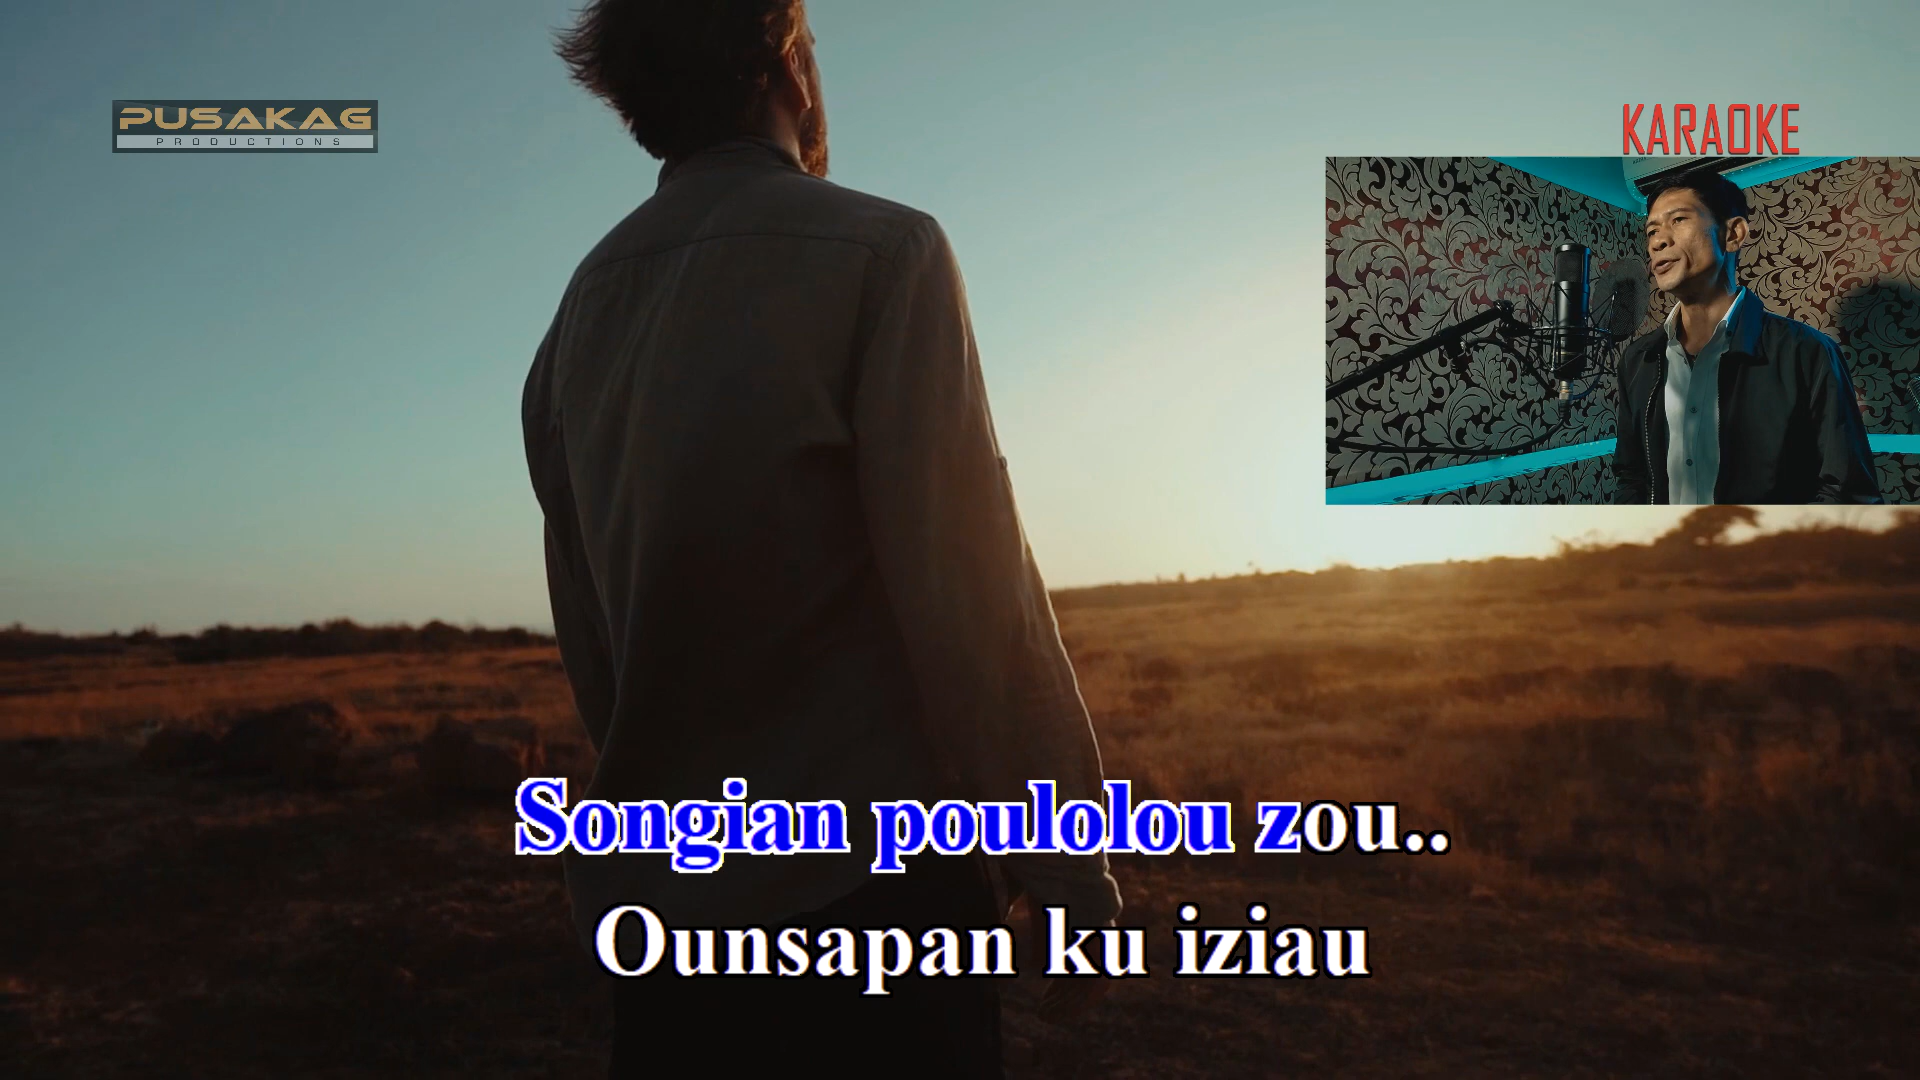 PUSAKAG
PRODUCTIONS
KARAOKE
Songian poulolou zou..
Ounsapan ku iziau